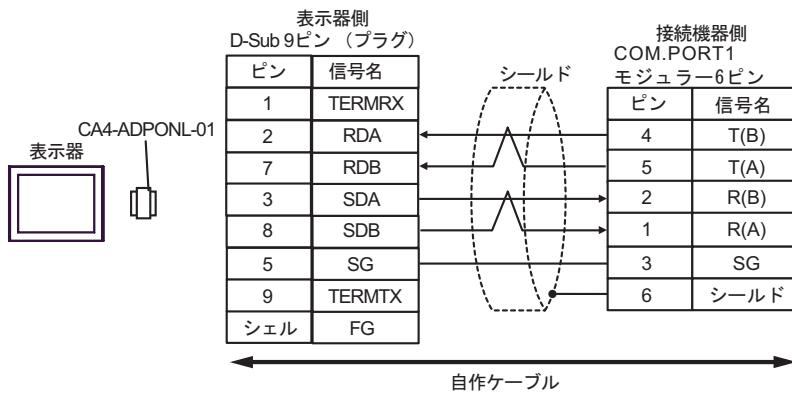 表示器側
D-Sub 9ピン （プラグ）
接続機器側
COM.PORT1
モジュラー6ピン
シールド
CA4-ADPONL-01
表示器
ピン 信号名
1 TERMRX
2 RDA
7 RDB
3 SDA
8 SDB
5 SG
9 TERMTX
シェル FG
ピン 信号名
4 T(B)
5 T(A)
2 R(B)
1 R(A)
3 SG
6 シールド
自作ケーブル